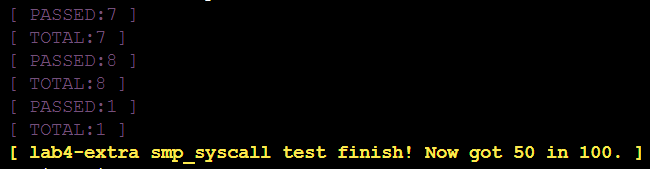 [ PASSED:7 ]
[ TOTAL:7 ]
[ PASSED:8 ]
[ TOTAL:8 ]
[ PASSED:1 ]
[ TOTAL:1 ]
[ lab4-extra smp_syscall test finish! Now got 50 in 100. ]